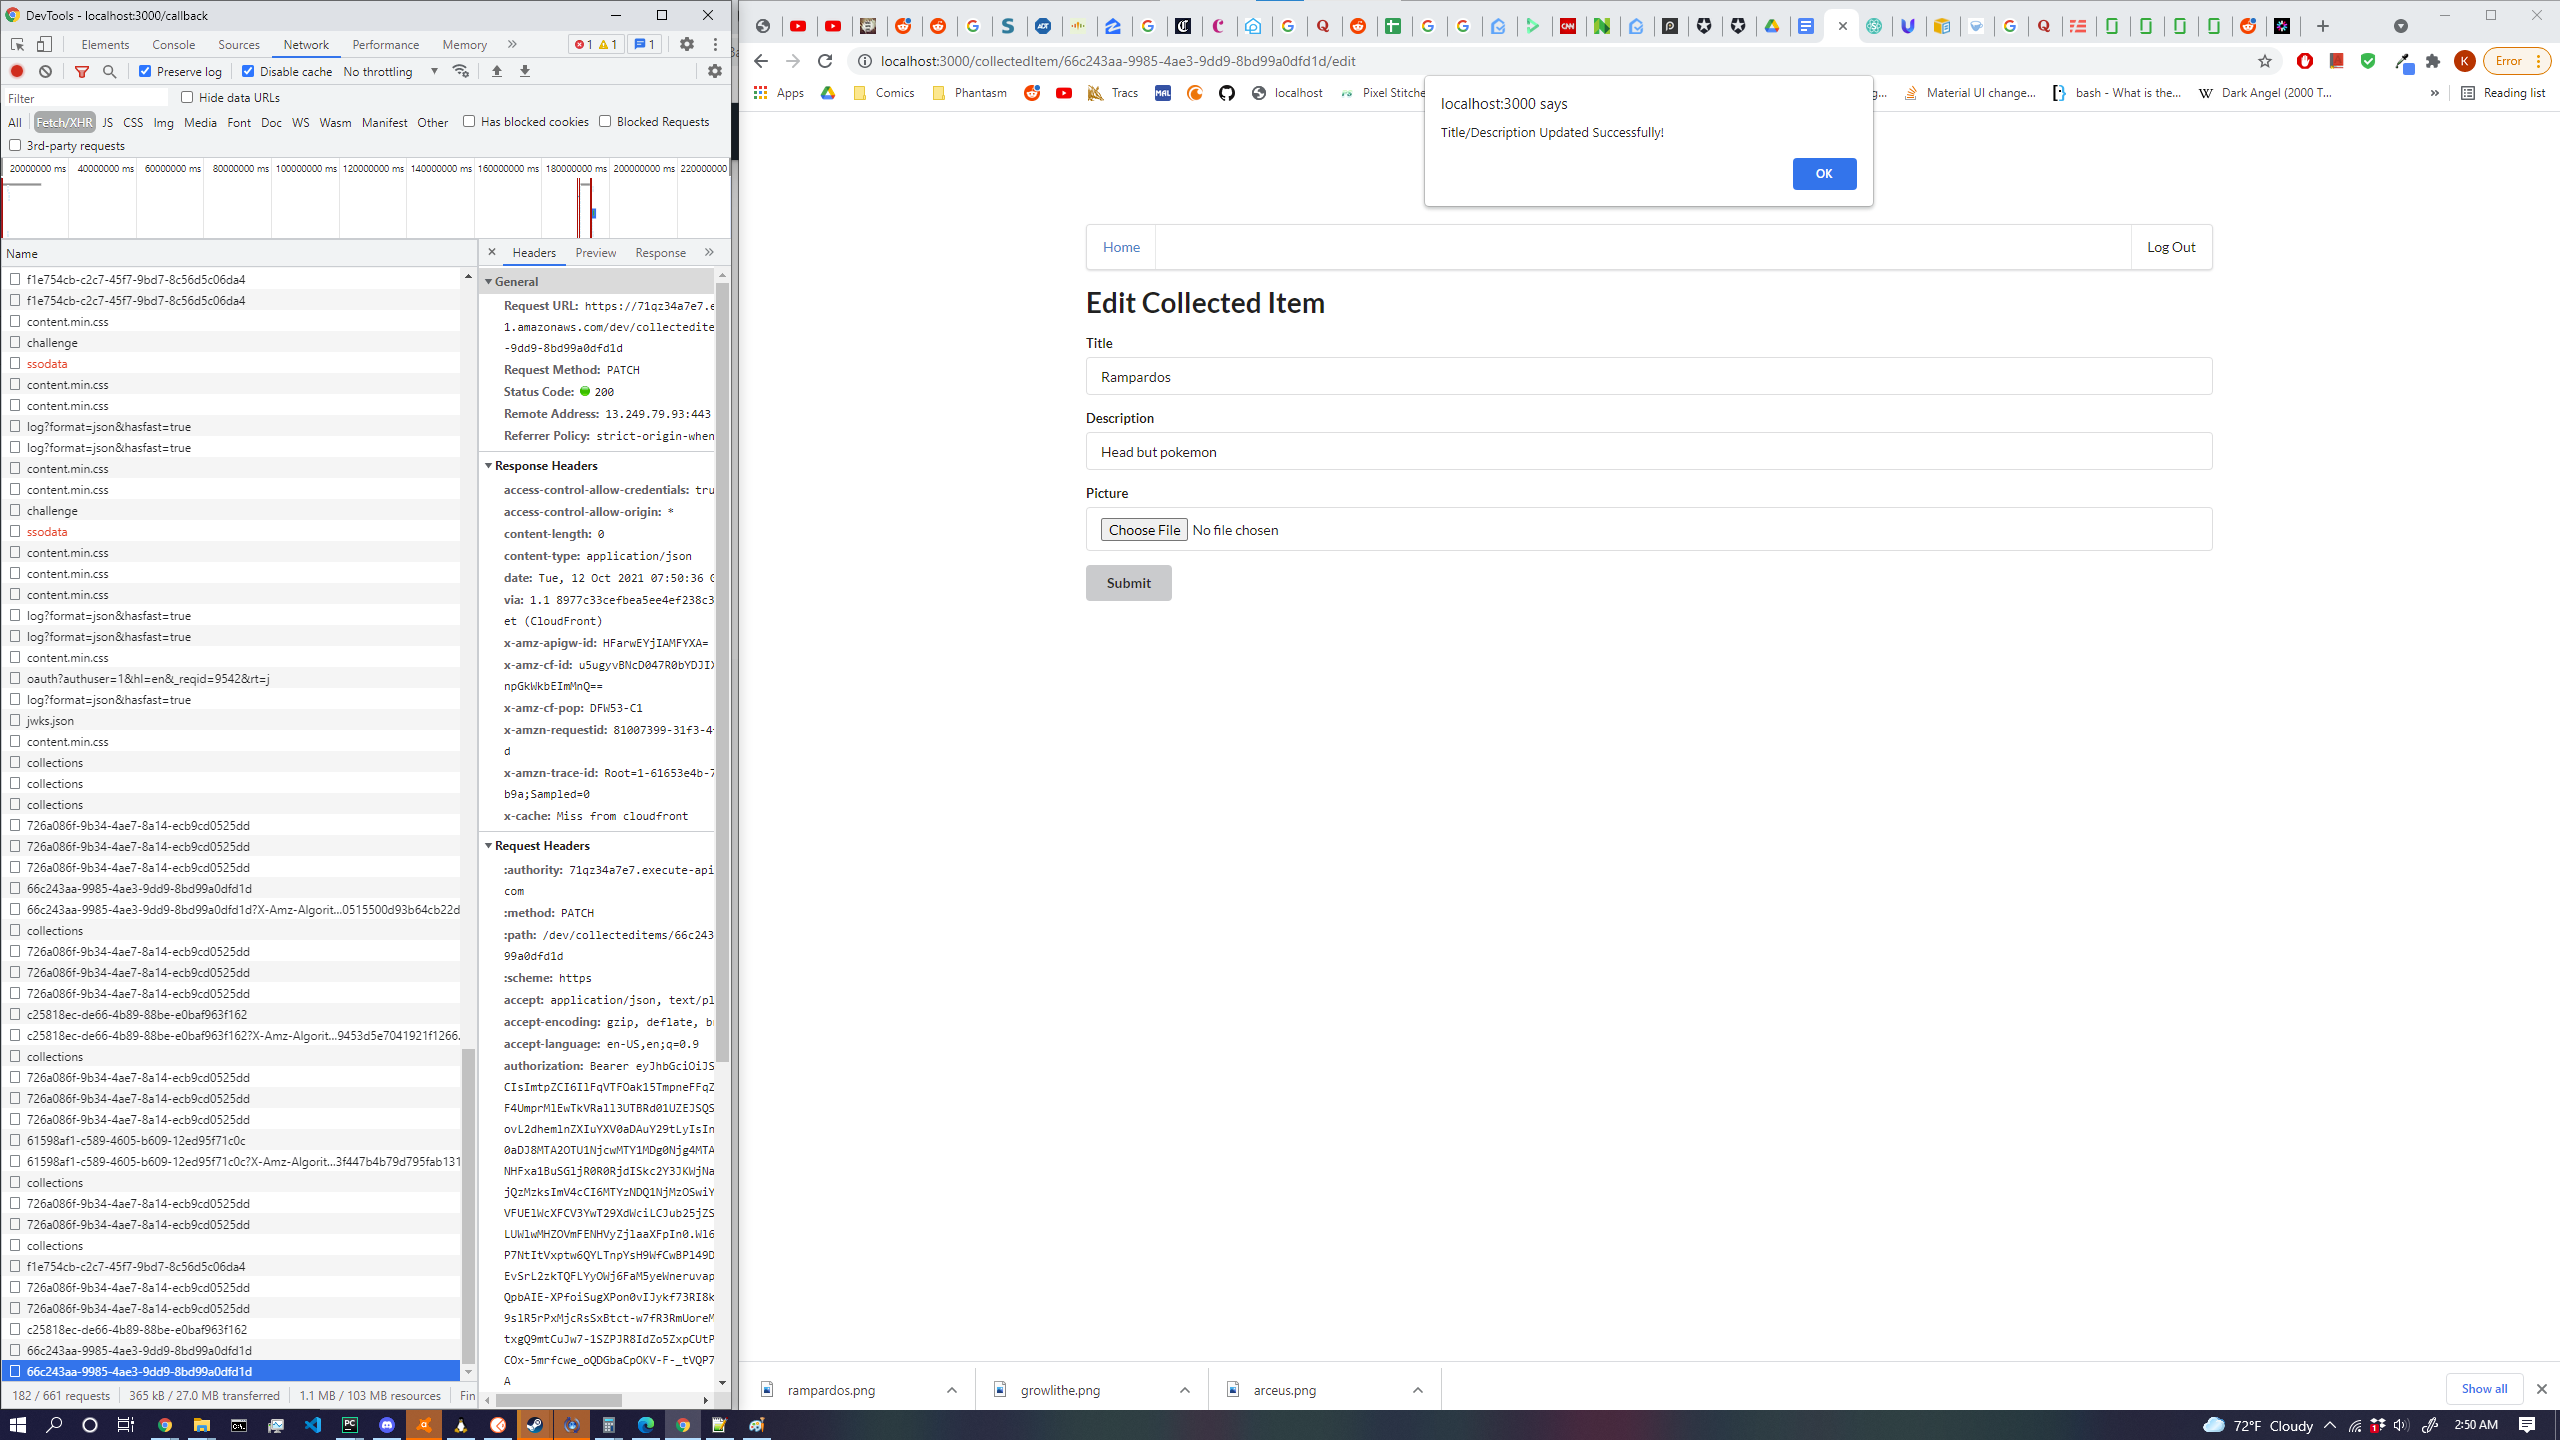 DevTools - localhost:3000/callback
Elements Console Sources Network Performance Memory » 1 1 1
Preserve log Disable cache No throttling
Filter Hide data URLs
All Fetch/XHR JS CSS Img Media Font Doc WS Wasm Manifest Other Has blocked cookies Blocked Requests
3rd-party requests
20000000 ms 40000000 ms 60000000 ms 80000000 ms 100000000 ms 120000000 ms 140000000 ms 160000000 ms 180000000 ms 200000000 ms 220000000
Name
f1e754cb-c2c7-45f7-9bd7-8c56d5c06da4
f1e754cb-c2c7-45f7-9bd7-8c56d5c06da4
content.min.css
challenge
ssodata
content.min.css
content.min.css
log?format=json&hasfast=true
log?format=json&hasfast=true
content.min.css
content.min.css
challenge
ssodata
content.min.css
content.min.css
content.min.css
log?format=json&hasfast=true
log?format=json&hasfast=true
content.min.css
oauth?authuser=1&hl=en&_reqid=9542&rt=j
log?format=json&hasfast=true
jwks.json
content.min.css
collections
collections
collections
726a086f-9b34-4ae7-8a14-ecb9cd0525dd
726a086f-9b34-4ae7-8a14-ecb9cd0525dd
726a086f-9b34-4ae7-8a14-ecb9cd0525dd
66c243aa-9985-4ae3-9dd9-8bd99a0dfd1d
66c243aa-9985-4ae3-9dd9-8bd99a0dfd1d?X-Amz-Algorit...0515500d93b64cb22d
collections
726a086f-9b34-4ae7-8a14-ecb9cd0525dd
726a086f-9b34-4ae7-8a14-ecb9cd0525dd
726a086f-9b34-4ae7-8a14-ecb9cd0525dd
c25818ec-de66-4b89-88be-e0baf963f162
c25818ec-de66-4b89-88be-e0baf963f162?X-Amz-Algorit...9453d5e7041921f1266.
collections
726a086f-9b34-4ae7-8a14-ecb9cd0525dd
726a086f-9b34-4ae7-8a14-ecb9cd0525dd
726a086f-9b34-4ae7-8a14-ecb9cd0525dd
61598af1-c589-4605-b609-12ed95f71c0c
61598af1-c589-4605-b609-12ed95f71c0c?X-Amz-Algorit...3f447b4b79d795fab131
collections
726a086f-9b34-4ae7-8a14-ecb9cd0525dd
726a086f-9b34-4ae7-8a14-ecb9cd0525dd
collections
f1e754cb-c2c7-45f7-9bd7-8c56d5c06da4
726a086f-9b34-4ae7-8a14-ecb9cd0525dd
726a086f-9b34-4ae7-8a14-ecb9cd0525dd
c25818ec-de66-4b89-88be-e0baf963f162
66c243aa-9985-4ae3-9dd9-8bd99a0dfd1d
66c243aa-9985-4ae3-9dd9-8bd99a0dfd1d
182 / 661 requests 365 kB / 27.0 MB transferred 1.1 MB / 103 MB resources Fin
Headers Preview Response »
General
Request URL: https://71qz34a7e7.e
1.amazonaws.com/dev/collectedite
-9dd9-8bd99a0dfd1d
Request Method: PATCH
Status Code: 200
Remote Address: 13.249.79.93:443
Referrer Policy: strict-origin-when
Response Headers
access-control-allow-credentials: tru
access-control-allow-origin: *
content-length: 0
content-type: application/json
date: Tue, 12 Oct 2021 07:50:36 G
via: 1.1 8977c33cefbea5ee4ef238c3
et (CloudFront)
x-amz-apigw-id: HFarwEYjIAMFYXA=
x-amz-cf-id: u5ugyvBNcD047R0bYDJIX
npGkWkbEImMnQ==
x-amz-cf-pop: DFW53-C1
x-amzn-requestid: 81007399-31f3-4
d
x-amzn-trace-id: Root=1-61653e4b-7
b9a;Sampled=0
x-cache: Miss from cloudfront
Request Headers
:authority: 71qz34a7e7.execute-api
com
:method: PATCH
:path: /dev/collecteditems/66c243
99a0dfd1d
:scheme: https
accept: application/json, text/pl
accept-encoding: gzip, deflate, b
accept-language: en-US,en;q=0.9
authorization: Bearer eyJhbGciOiJS
A
localhost:3000/collectedItem/66c243aa-9985-4ae3-9dd9-8bd99a0dfd1d/edit
Error
Apps Comics Phantasm Tracs localhost Pixel Stitche Material UI change... bash - What is the... Dark Angel (2000 T... » Reading list
localhost:3000 says
Title/Description Updated Successfully!
OK
Home Log Out
Edit Collected Item
Title
Rampardos
Description
Head but pokemon
Picture
Choose File No file chosen
Submit
rampardos.png growlithe.png arceus.png Show all
72°F Cloudy 2:50 AM